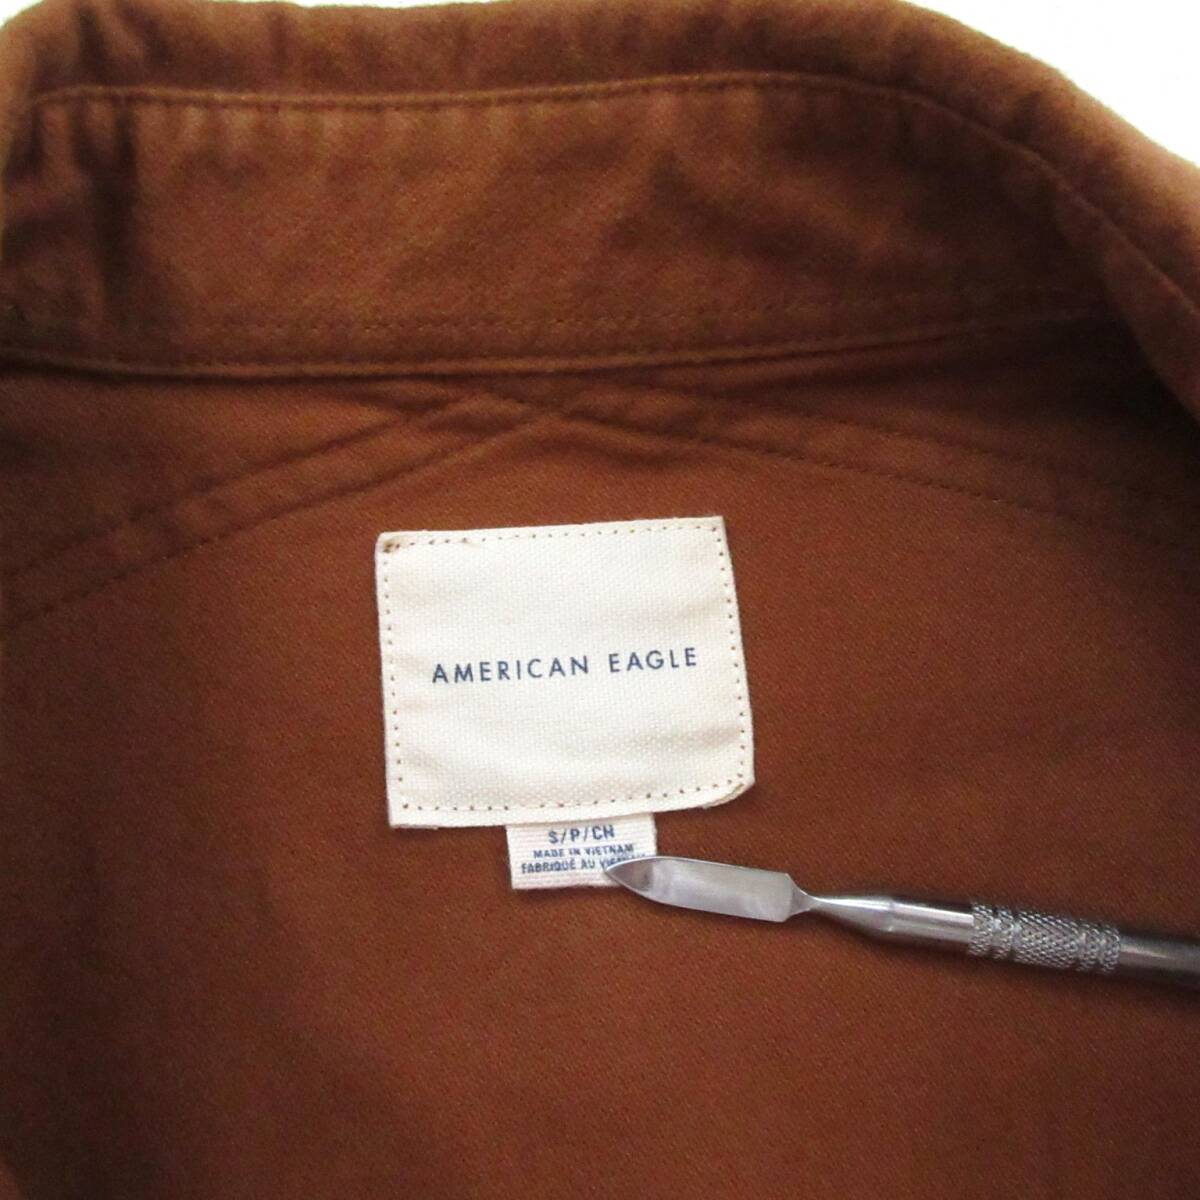 AMERICAN EAGLE
S/P/CH
MADE IN VIETNAM
FABRIQUÉ AU